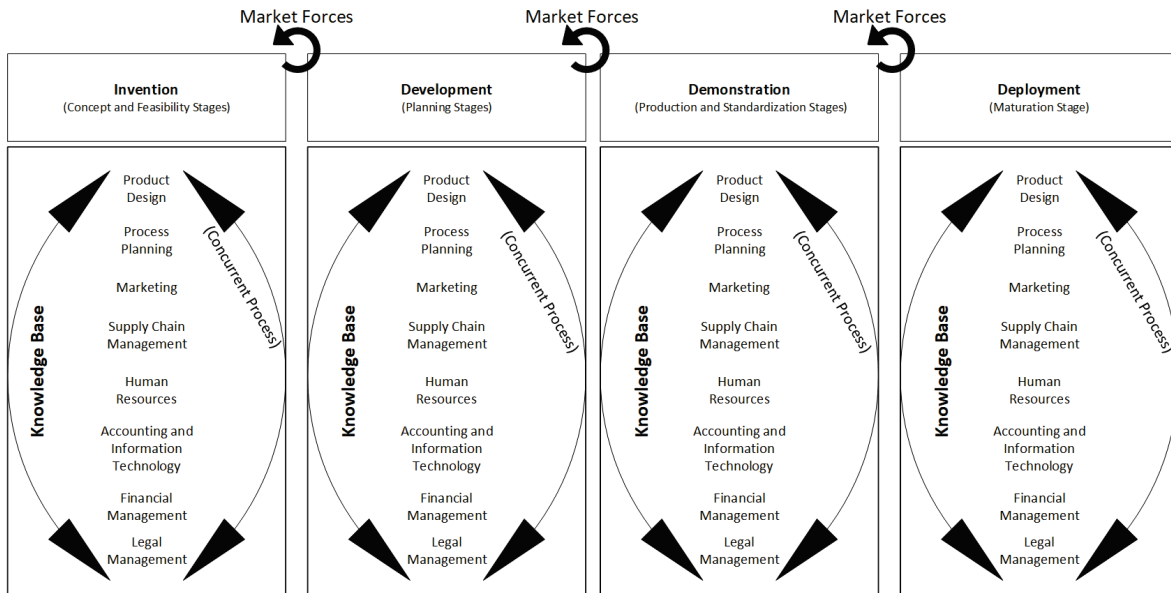 Market Forces
Market Forces
Market Forces
Invention
(Concept and Feasibility Stages)
Development
(Planning Stages)
Demonstration
(Production and Standardization Stages)
Deployment
(Maturation Stage)
Knowledge Base
Product
Design
Process
Planning
Marketing
Supply Chain
Management
Human
Resources
Accounting and
Information
Technology
Financial
Management
Legal
Management
(Concurrent Process)
Knowledge Base
Product
Design
Process
Planning
Marketing
Supply Chain
Management
Human
Resources
Accounting and
Information
Technology
Financial
Management
Legal
Management
(Concurrent Process)
Knowledge Base
Product
Design
Process
Planning
Marketing
Supply Chain
Management
Human
Resources
Accounting and
Information
Technology
Financial
Management
Legal
Management
(Concurrent Process)
Knowledge Base
Product
Design
Process
Planning
Marketing
Supply Chain
Management
Human
Resources
Accounting and
Information
Technology
Financial
Management
Legal
Management
(Concurrent Process)